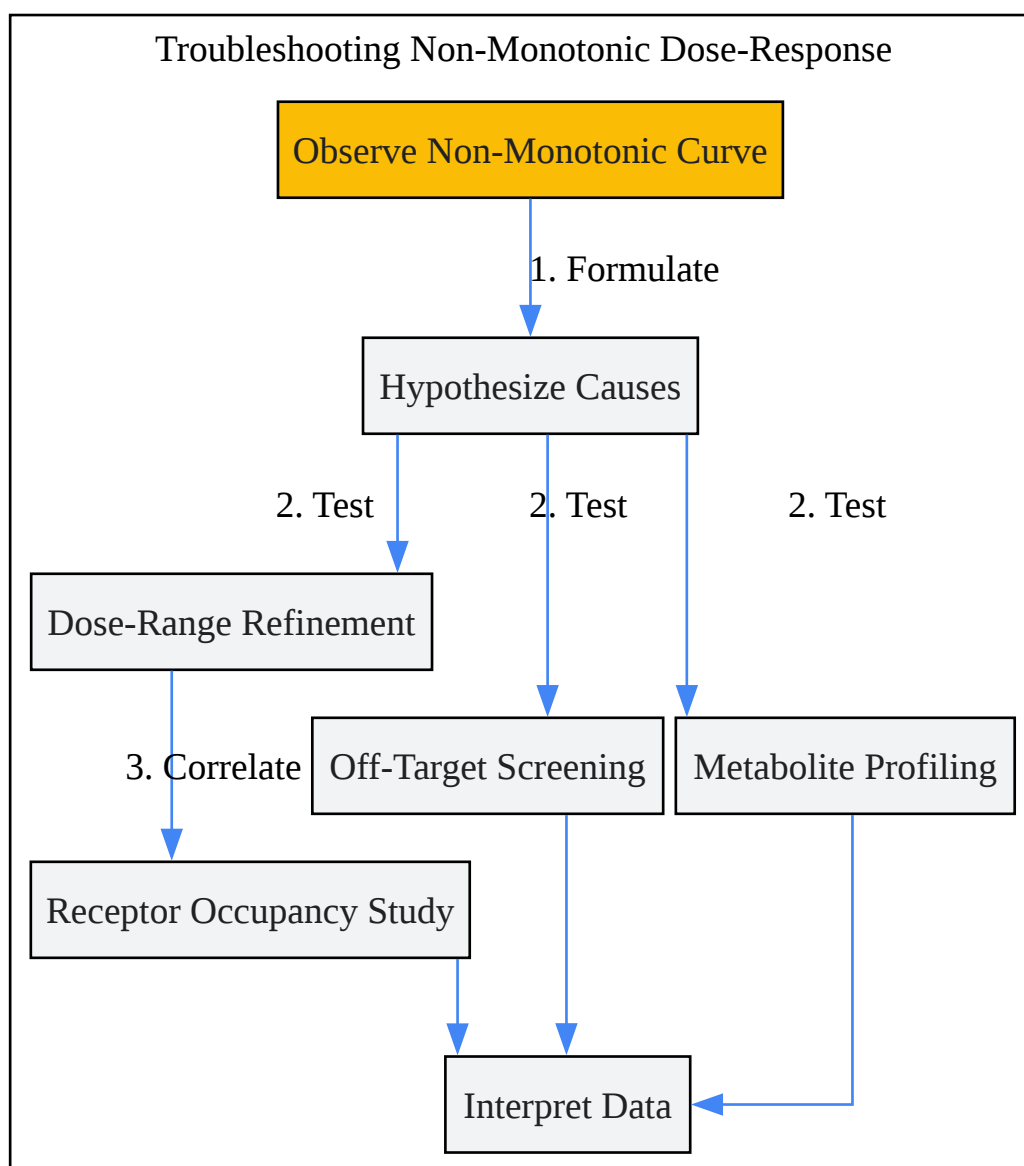 Troubleshooting Non-Monotonic Dose-Response
Observe Non-Monotonic Curve
1. Formulate
Hypothesize Causes
2. Test
2. Test
2. Test
Dose-Range Refinement
3. Correlate
Off-Target Screening
Metabolite Profiling
Receptor Occupancy Study
Interpret Data